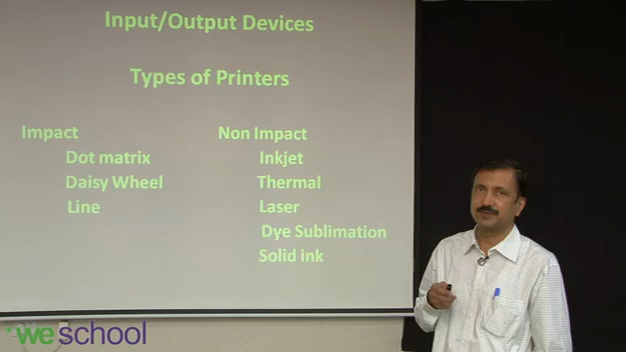 Input/Output Devices
Types of Printers
Impact
Dot matrix
Daisy Wheel
Line
Non Impact
Inkjet
Thermal
Laser
Dye Sublimation
Solid ink
weschool